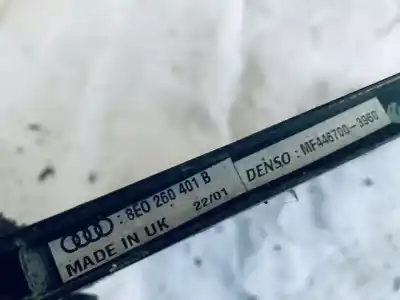 : 8E0 260 401 B
22/01
MADE IN UK
DENSO : MF446700-3960